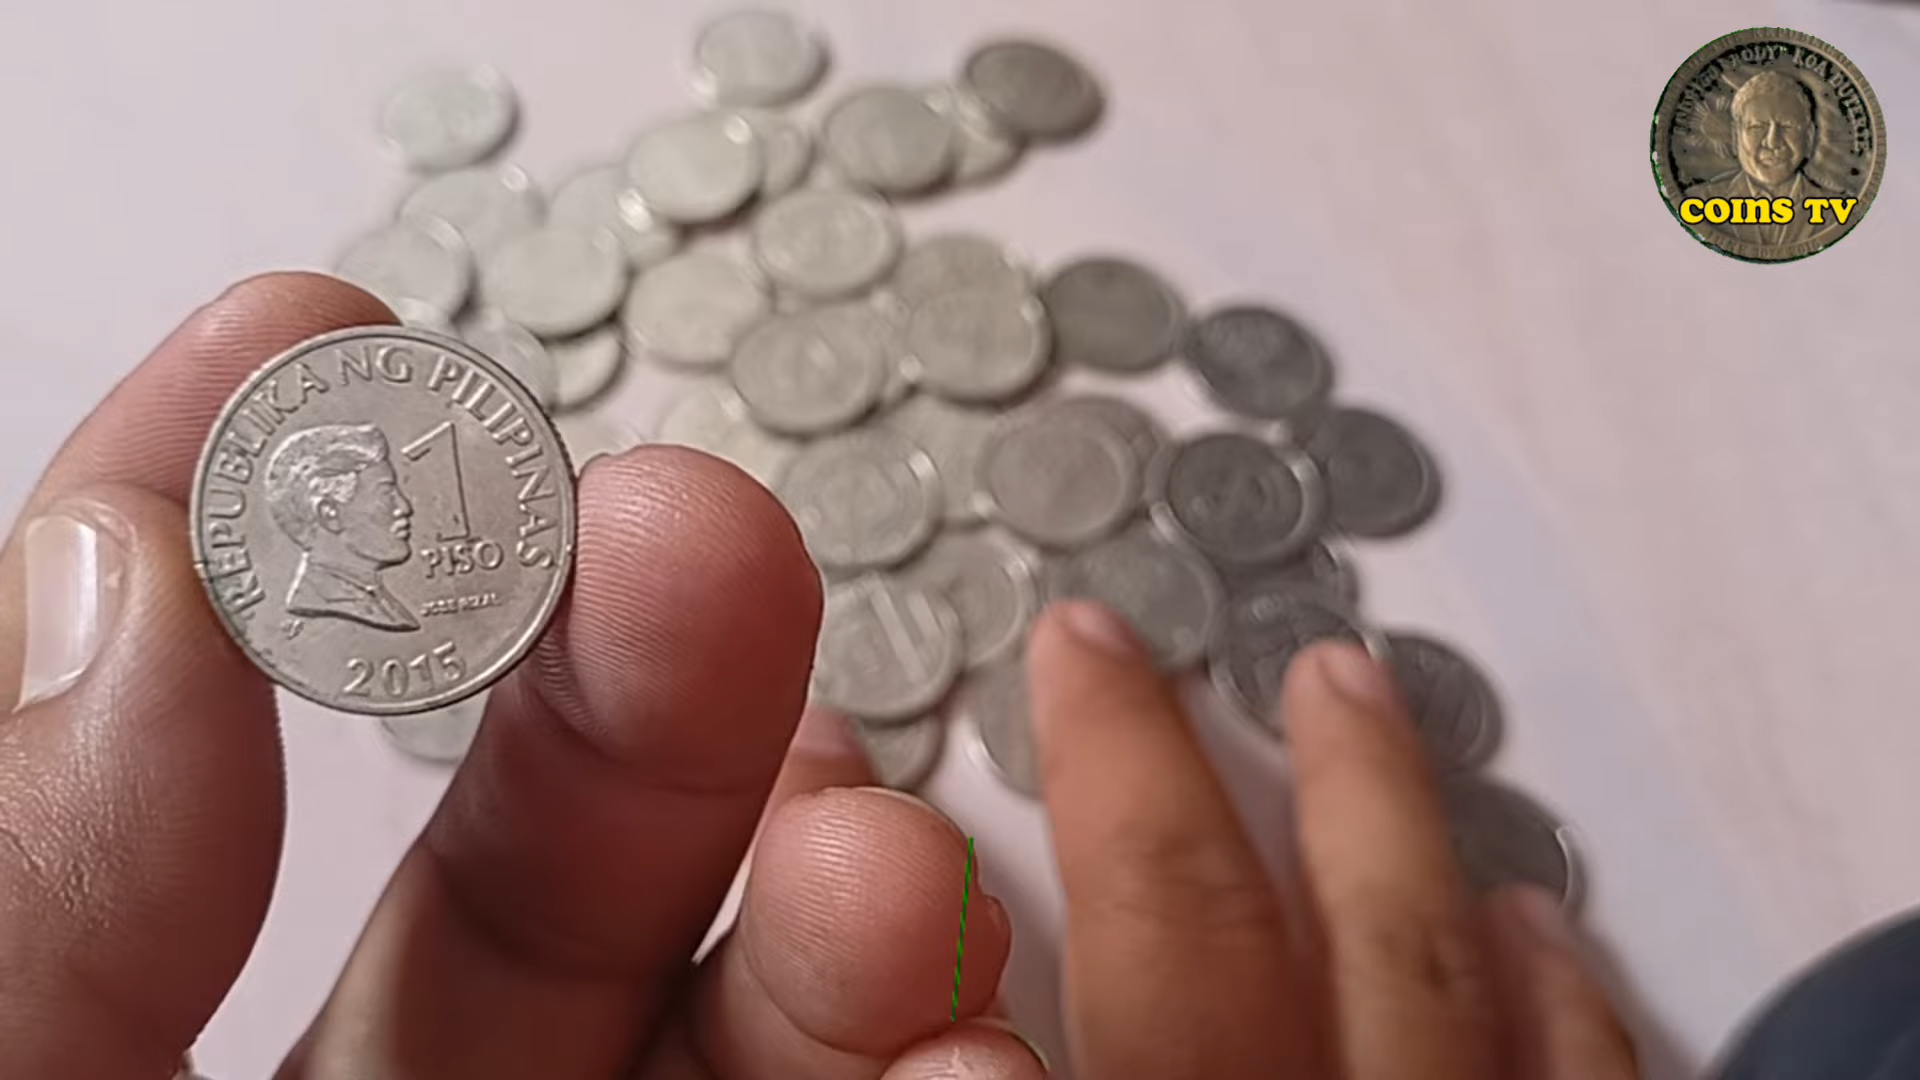 REPUBLIKA NG PILIPINAS
1
PISO
JOSE RIZAL
2015
COINS TV